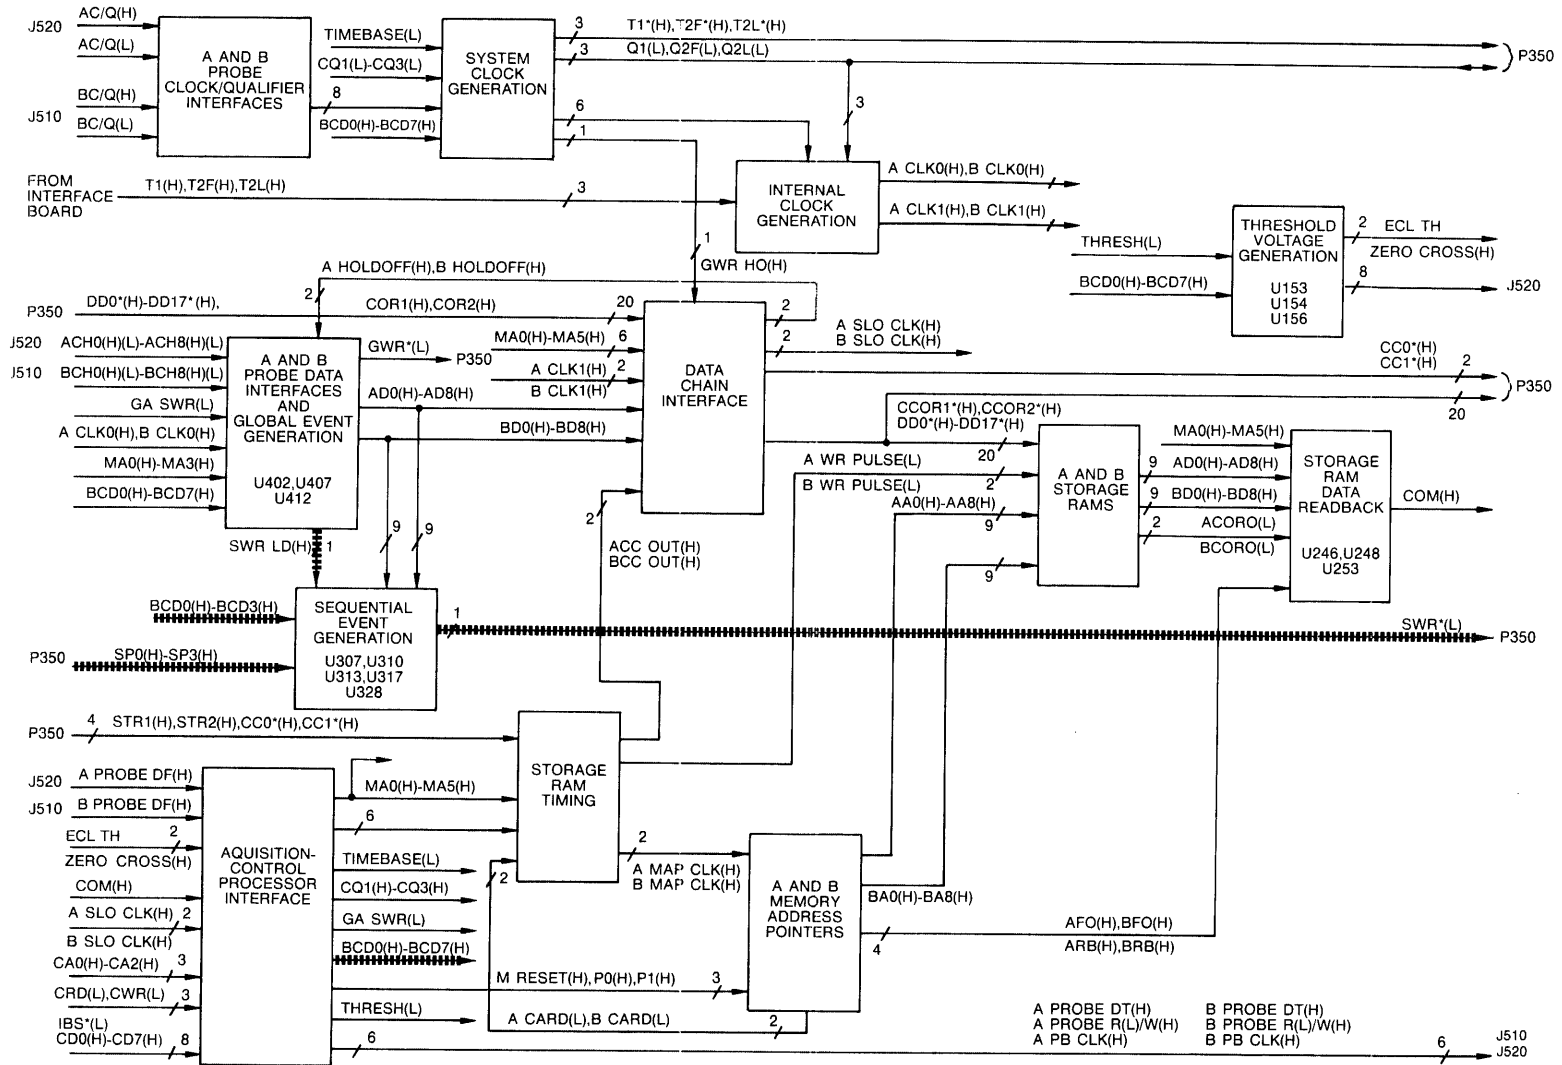 J520
AC/Q(H)
AC/Q(L)
BC/Q(H)
J510
BC/Q(L)
A AND B
PROBE
CLOCK/QUALIFIER
INTERFACES
8
TIMEBASE(L)
CQ1(L)-CQ3(L)
BCD0(H)-BCD7(H)
SYSTEM
CLOCK
GENERATION
3
T1*(H), T2F*(H),T2L*(H)
3
Q1(L),Q2F(L),Q2L(L)
P350
6
1
3
FROM
INTERFACE
BOARD
T1(H),T2F(H),T2L(H)
3
INTERNAL
CLOCK
GENERATION
A CLK0(H),B CLK0(H)
A CLK1(H),B CLK1(H)
1
GWR HO(H)
THRESH(L)
BCD0(H)-BCD7(H)
THRESHOLD
VOLTAGE
GENERATION
U153
U154
U156
2
ECL TH
ZERO CROSS(H)
8
J520
A HOLDOFF(H),B HOLDOFF(H)
2
P350
DD0*(H)-DD17*(H),
COR1(H),COR2(H)
20
J520
ACH0(H)(L)-ACH8(H)(L)
J510
BCH0(H)(L)-BCH8(H)(L)
GA SWR(L)
A CLK0(H),B CLK0(H)
MA0(H)-MA3(H)
BCD0(H)-BCD7(H)
A AND B
PROBE DATA
INTERFACES
AND
GLOBAL EVENT
GENERATION
U402,U407
U412
GWR*(L)
P350
MA0(H)-MA5(H)
6
A CLK1(H)
2
B CLK1(H)
AD0(H)-AD8(H)
BD0(H)-BD8(H)
DATA
CHAIN
INTERFACE
2
2
A SLO CLK(H)
B SLO CLK(H)
CC0*(H)
CC1*(H)
2
P350
20
CCOR1*(H),CCOR2*(H)
DD0*(H)-DD17*(H)
20
A WR PULSE(L)
B WR PULSE(L)
2
AA0(H)-AA8(H)
9
9
A AND B
STORAGE
RAMS
MA0(H)-MA5(H)
9
AD0(H)-AD8(H)
9
BD0(H)-BD8(H)
2
ACORO(L)
BCORO(L)
STORAGE
RAM
DATA
READBACK
U246,U248
U253
COM(H)
SWR LD(H)
1
9
9
2
ACC OUT(H)
BCC OUT(H)
BCD0(H)-BCD3(H)
P350
SP0(H)-SP3(H)
SEQUENTIAL
EVENT
GENERATION
U307,U310
U313,U317
U328
1
SWR*(L)
P350
P350
4
STR1(H),STR2(H),CC0*(H),CC1*(H)
STORAGE
RAM
TIMING
J520
A PROBE DF(H)
J510
B PROBE DF(H)
ECL TH
2
ZERO CROSS(H)
COM(H)
A SLO CLK(H)
2
B SLO CLK(H)
CA0(H)-CA2(H)
3
CRD(L),CWR(L)
3
IBS*(L)
CD0(H)-CD7(H)
8
AQUISITION-
CONTROL
PROCESSOR
INTERFACE
MA0(H)-MA5(H)
6
TIMEBASE(L)
CQ1(H)-CQ3(H)
GA SWR(L)
BCD0(H)-BCD7(H)
M RESET(H),P0(H),P1(H)
3
THRESH(L)
2
A CARD(L),B CARD(L)
2
2
A MAP CLK(H)
B MAP CLK(H)
A AND B
MEMORY
ADDRESS
POINTERS
BA0(H)-BA8(H)
4
AFO(H),BFO(H)
ARB(H),BRB(H)
6
A PROBE DT(H)
A PROBE R(L)/W(H)
A PB CLK(H)
B PROBE DT(H)
B PROBE R(L)/W(H)
B PB CLK(H)
6
J510
J520